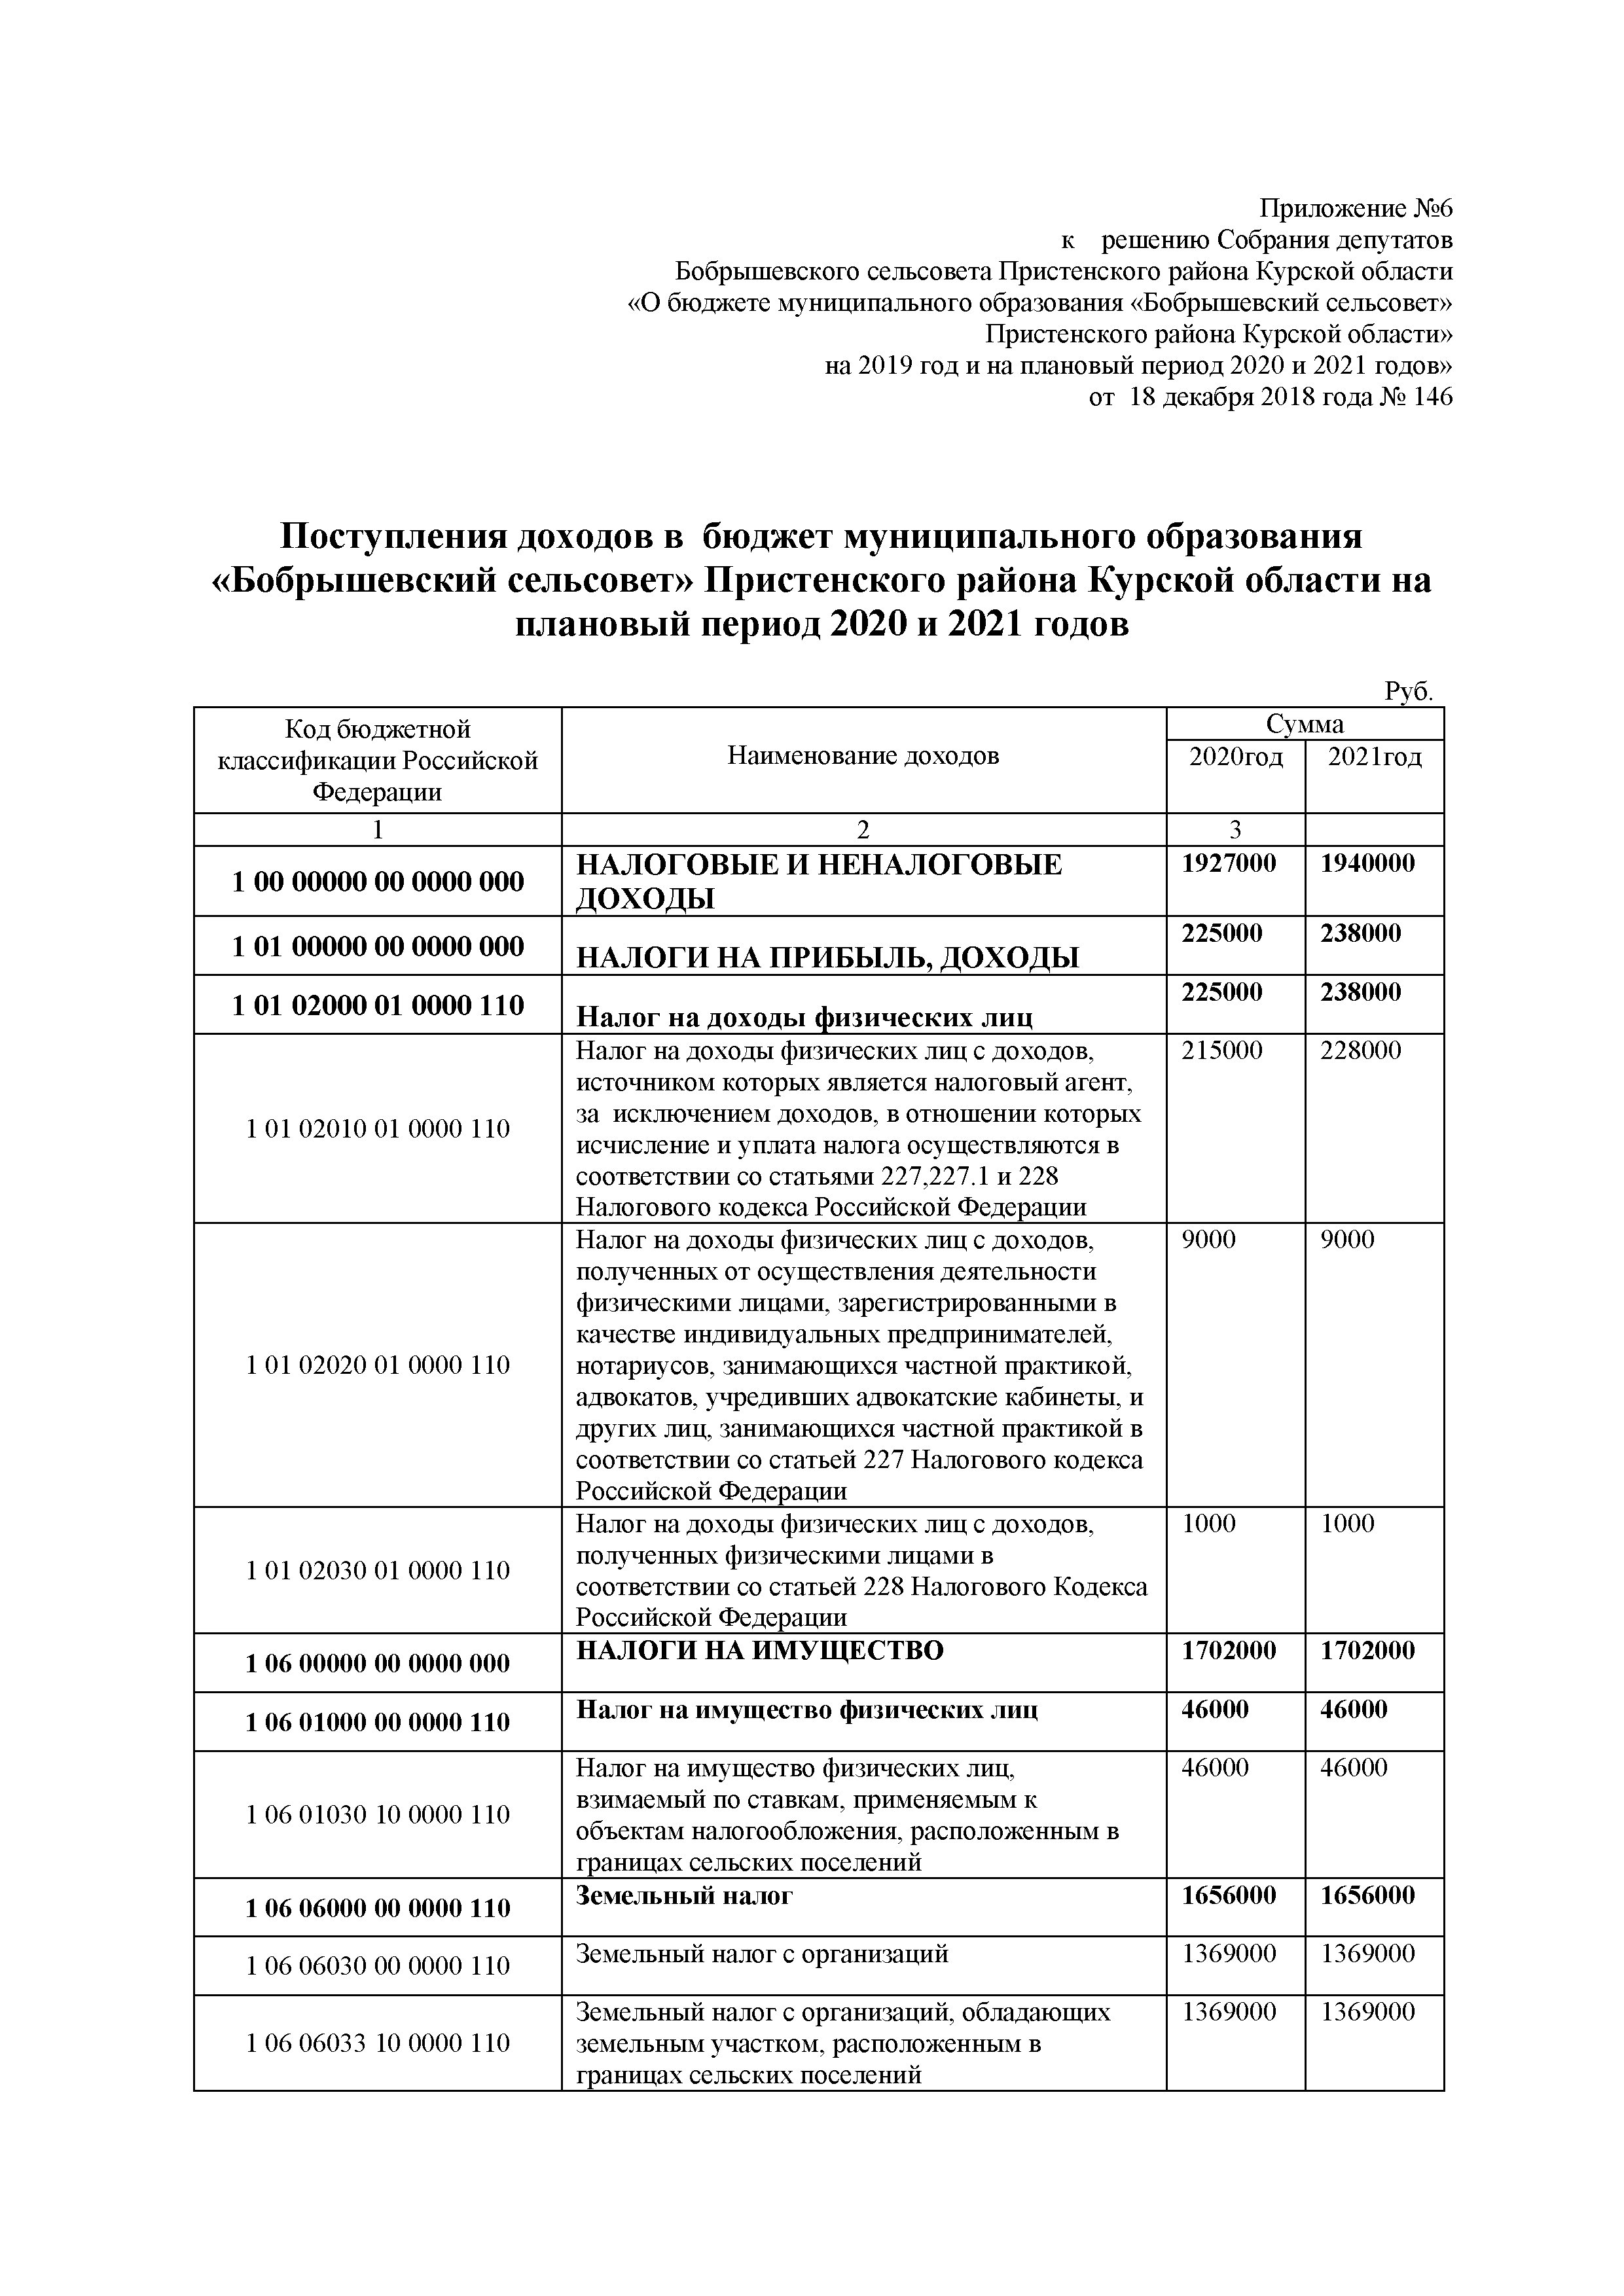 Приложение №6
к решению Собрания депутатов
Бобрышевского сельсовета Пристенского района Курской области
«О бюджете муниципального образования «Бобрышевский сельсовет»
Пристенского района Курской области»
на 2019 год и на плановый период 2020 и 2021 годов»
от 18 декабря 2018 года № 146
Поступления доходов в бюджет муниципального образования
«Бобрышевский сельсовет» Пристенского района Курской области на
плановый период 2020 и 2021 годов
Руб.
Код бюджетной
классификации Российской
Федерации
Наименование доходов
Сумма
2020год 2021год
1 2 3
1 00 00000 00 0000 000
НАЛОГОВЫЕ И НЕНАЛОГОВЫЕ
ДОХОДЫ
1927000 1940000
1 01 00000 00 0000 000
НАЛОГИ НА ПРИБЫЛЬ, ДОХОДЫ
225000 238000
1 01 02000 01 0000 110
Налог на доходы физических лиц
225000 238000
1 01 02010 01 0000 110
Налог на доходы физических лиц с доходов,
источником которых является налоговый агент,
за исключением доходов, в отношении которых
исчисление и уплата налога осуществляются в
соответствии со статьями 227,227.1 и 228
Налогового кодекса Российской Федерации
215000 228000
1 01 02020 01 0000 110
Налог на доходы физических лиц с доходов,
полученных от осуществления деятельности
физическими лицами, зарегистрированными в
качестве индивидуальных предпринимателей,
нотариусов, занимающихся частной практикой,
адвокатов, учредивших адвокатские кабинеты, и
других лиц, занимающихся частной практикой в
соответствии со статьей 227 Налогового кодекса
Российской Федерации
9000 9000
1 01 02030 01 0000 110
Налог на доходы физических лиц с доходов,
полученных физическими лицами в
соответствии со статьей 228 Налогового Кодекса
Российской Федерации
1000 1000
1 06 00000 00 0000 000
НАЛОГИ НА ИМУЩЕСТВО
1702000 1702000
1 06 01000 00 0000 110
Налог на имущество физических лиц
46000 46000
1 06 01030 10 0000 110
Налог на имущество физических лиц,
взимаемый по ставкам, применяемым к
объектам налогообложения, расположенным в
границах сельских поселений
46000 46000
1 06 06000 00 0000 110
Земельный налог
1656000 1656000
1 06 06030 00 0000 110
Земельный налог с организаций
1369000 1369000
1 06 06033 10 0000 110
Земельный налог с организаций, обладающих
земельным участком, расположенным в
границах сельских поселений
1369000 1369000